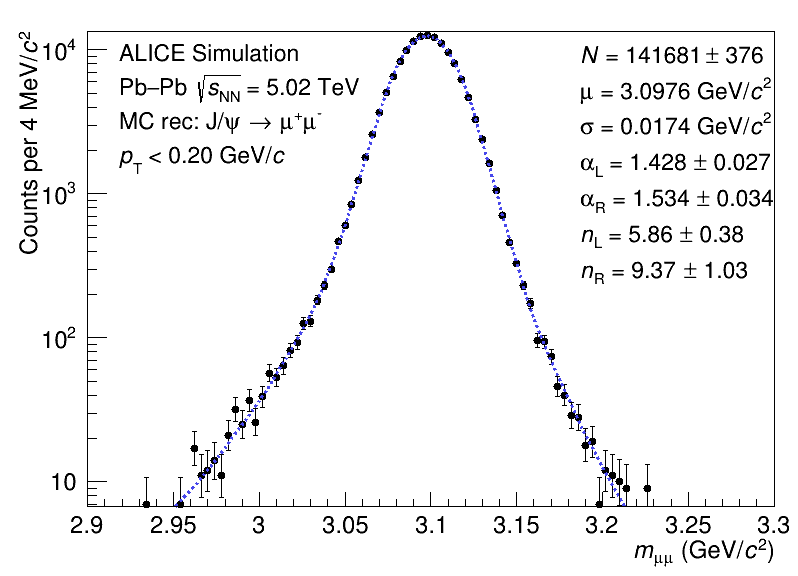 Counts per 4 MeV/c²
10⁴
10³
10²
10
ALICE Simulation
Pb–Pb √sNN = 5.02 TeV
MC rec: J/ψ → μ⁺μ⁻
pT < 0.20 GeV/c
N = 141681 ± 376
μ = 3.0976 GeV/c²
σ = 0.0174 GeV/c²
αL = 1.428 ± 0.027
αR = 1.534 ± 0.034
nL = 5.86 ± 0.38
nR = 9.37 ± 1.03
2.9 2.95 3 3.05 3.1 3.15 3.2 3.25 3.3
mμμ (GeV/c²)